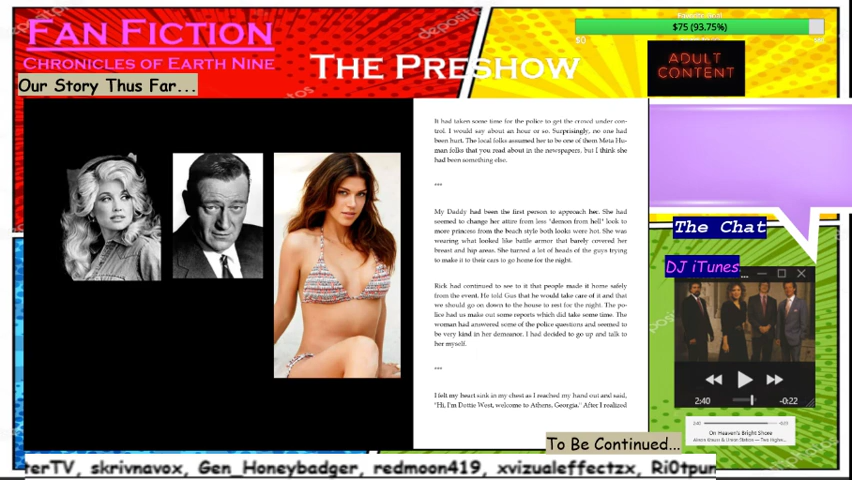 FAN FICTION
CHRONICLES OF EARTH NINE
THE PRESHOW
$75 (93.75%)
$0
ADULT
CONTENT
Our Story Thus Far...
It had taken some time for the police to get the crowd under con-
trol. I would say about an hour or so. Surprisingly, no one had
been hurt. The local folks assumed her to be one of them Meta Hu-
man folks that you read about in the newspapers, but I think she
had been something else.
***
My Daddy had been the first person to approach her. She had
seemed to change her attire from less "demon from hell" look to
more princess from the beach style both looks were hot. She was
wearing what looked like battle armor that barely covered her
breast and hip areas. She turned a lot of heads of the guys trying
to make it to their cars to go home for the night.
Rick had continued to see to it that people made it home safely
from the event. He told Gus that he would take care of it and that
we should go on down to the house to rest for the night. The po-
lice had us make out some reports which did take some time. The
woman had answered some of the police questions and seemed to
be very kind in her demeanor. I had decided to go up and talk to
her myself.
***
I felt my heart sink in my chest as I reached my hand out and said,
"Hi, I'm Dottie West, welcome to Athens, Georgia." After I realized
The Chat
DJ iTunes...
2:40
-0:22
2:40
-0:22
On Heaven's Bright Shore
Alison Krauss & Union Station — Two Highw...
To Be Continued...
terTV, skrivnavox, Gen_Honeybadger, redmoon419, xvizualeffectzx, Ri0tpun